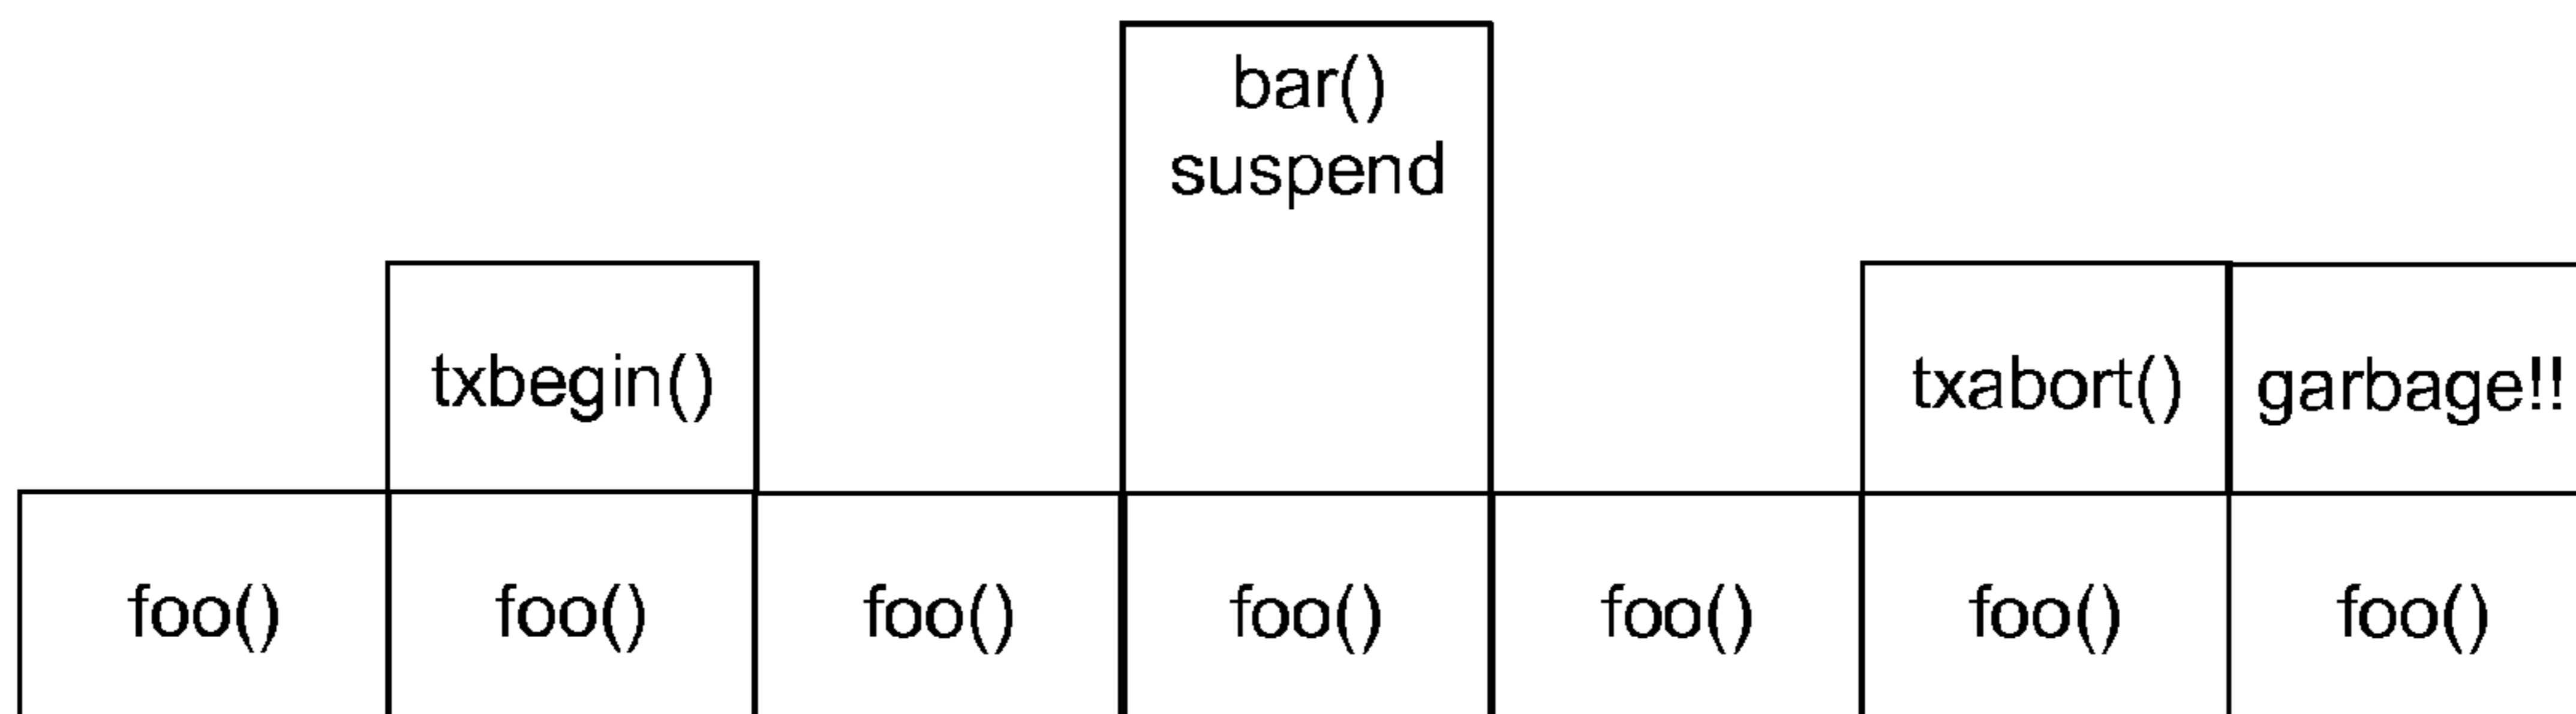 bar()
suspend
txbegin()
txabort()
garbage!!
foo()
foo()
foo()
foo()
foo()
foo()
foo()